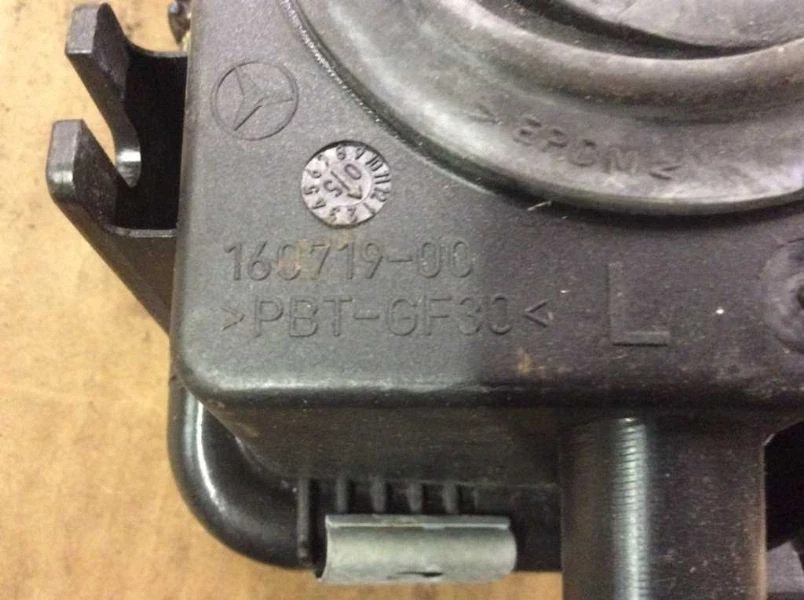 > EPDM <
160719-00
>PBT-GF30<
L